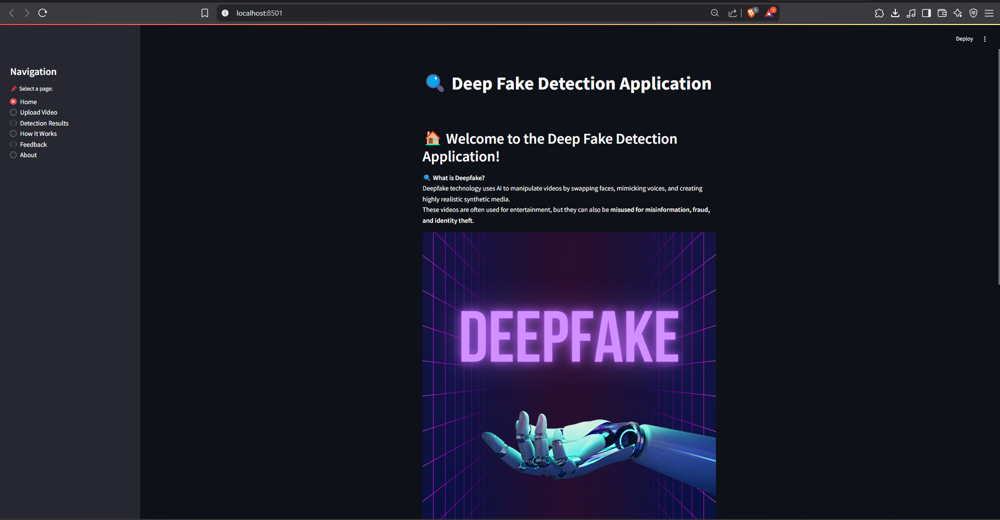 localhost:8501
1
1
Deploy
Navigation
📌 Select a page:
Home
Upload Video
Detection Results
How It Works
Feedback
About
🔍 Deep Fake Detection Application
🏠 Welcome to the Deep Fake Detection
Application!
🔍 What is Deepfake?
Deepfake technology uses AI to manipulate videos by swapping faces, mimicking voices, and creating
highly realistic synthetic media.
These videos are often used for entertainment, but they can also be misused for misinformation, fraud,
and identity theft.
DEEPFAKE